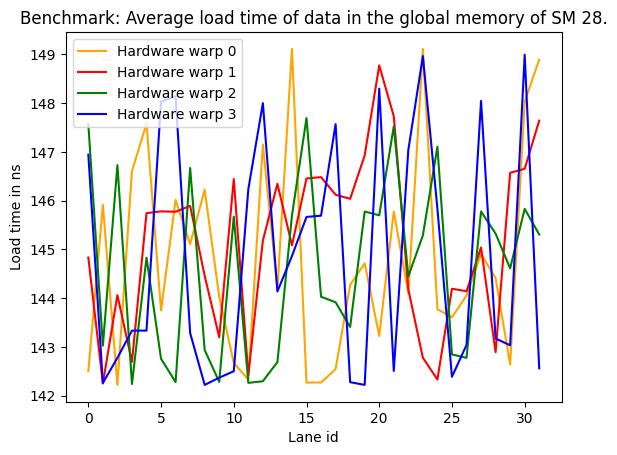 Benchmark: Average load time of data in the global memory of SM 28.
149
148
147
146
145
144
143
142
Load time in ns
Hardware warp 0
Hardware warp 1
Hardware warp 2
Hardware warp 3
0 5 10 15 20 25 30
Lane id